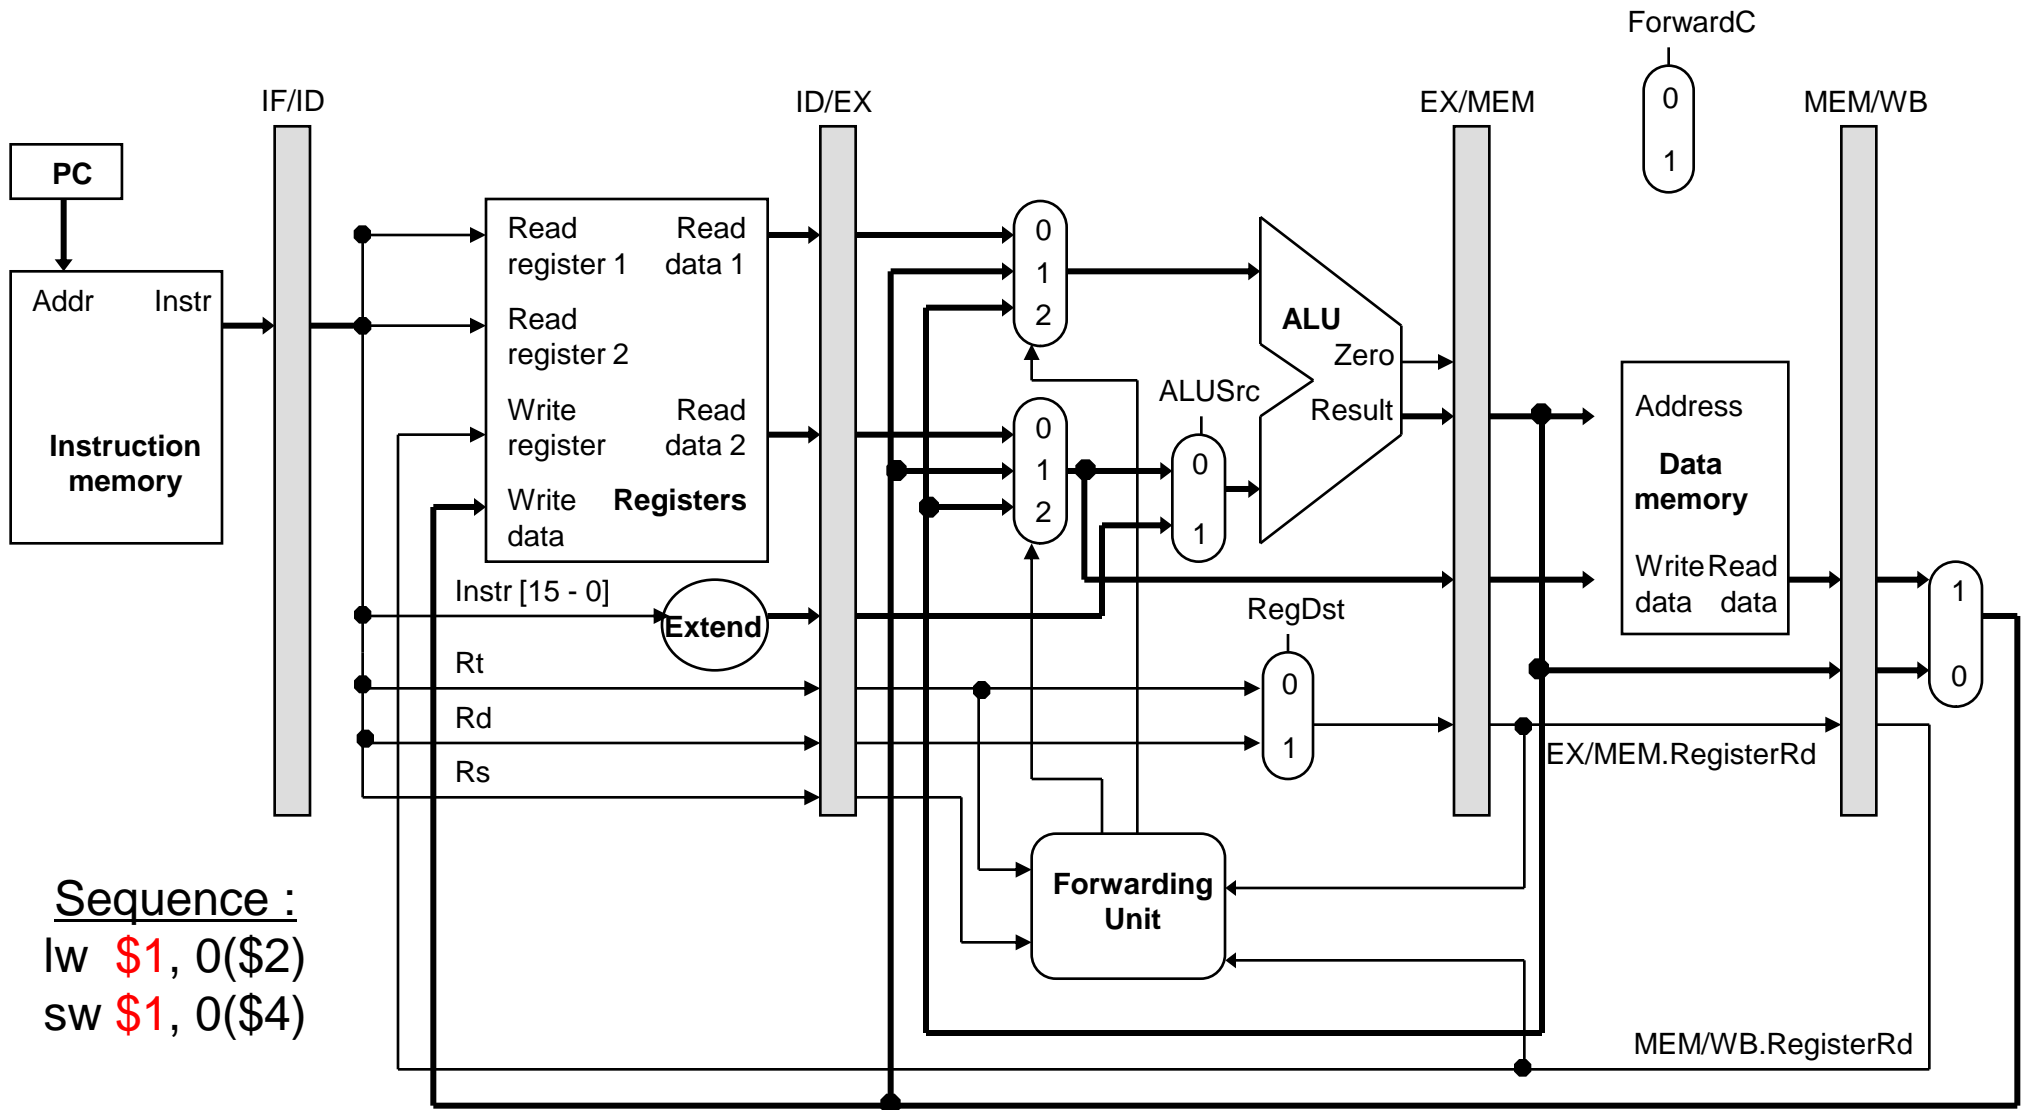 ForwardC
0
1
IF/ID
ID/EX
EX/MEM
MEM/WB
PC
Addr Instr
Instruction
memory
Read
register 1
Read
data 1
Read
register 2
Write
register
Read
data 2
Write
data
Registers
Instr [15 - 0]
Extend
Rt
Rd
Rs
0
1
2
0
1
2
ALUSrc
0
1
ALU
Zero
Result
RegDst
0
1
Address
Data
memory
Write
data
Read
data
1
0
EX/MEM.RegisterRd
Forwarding
Unit
MEM/WB.RegisterRd
Sequence :
lw $1, 0($2)
sw $1, 0($4)